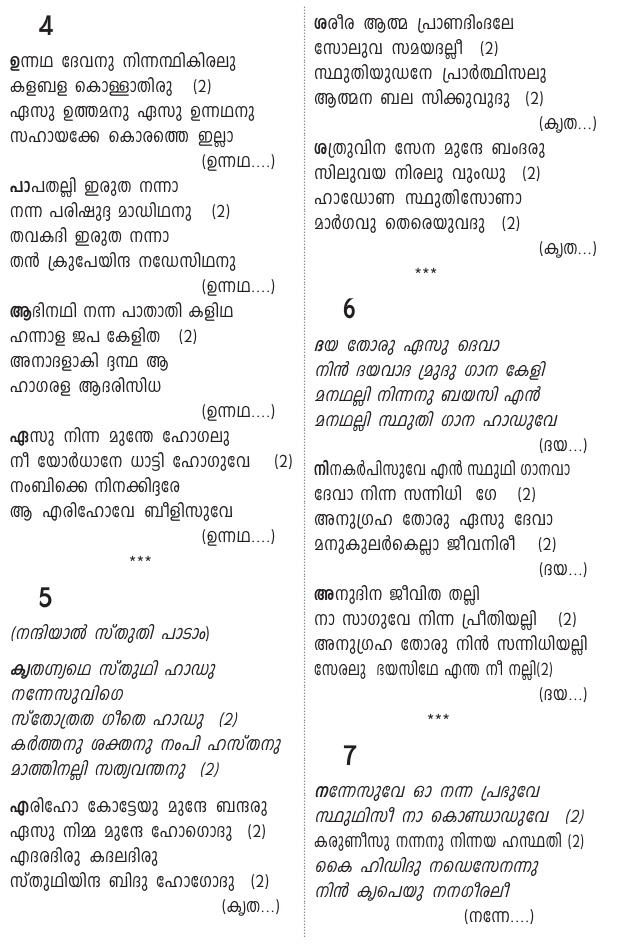 4
ഉന്നഥ ദേവനു നിന്നന്ഥികിരലു
കളബള കൊള്ളാതിരു (2)
ഏസു ഉത്തമനു ഏസു ഉന്നഥനു
സഹായക്കേ കൊരത്തെ ഇല്ലാ
(ഉന്നഥ....)
പാപതല്ലി ഇരുത നന്നാ
നന്ന പരിഷുദ്ദ മാഡിഥനു (2)
തവകദി ഇരുത നന്നാ
തൻ ക്രുപേയിന്ദ നഡേസിഥനു
(ഉന്നഥ....)
ആദിനഥി നന്ന പാതാതി കളിഥ
ഹന്നാള ജപ കേളിത (2)
അനാദളാകി ദ്ദന്ഥ ആ
ഹാഗരള ആദരിസിധ
(ഉന്നഥ....)
ഏസു നിന്ന മുന്തേ ഹോഗലു
നീ യോർധാനേ ധാട്ടി ഹോഗുവേ (2)
നംബിക്കെ നിനക്കിദ്ദരേ
ആ എരിഹോവേ ബീളിസുവേ
(ഉന്നഥ....)
***
5
(നന്ദിയാൽ സ്തുതി പാടാം)
കൃതഗ്ന്യഥെ സ്തുഥി ഹാഡു
നന്നേസുവിഗെ
സ്തോത്രത ഗീതെ ഹാഡു (2)
കർത്തനു ശക്തനു നംപി ഹസ്തനു
മാത്തിനല്ലി സത്യവന്തനു (2)
എരിഹോ കോട്ടേയു മുന്ദേ ബന്ദരു
ഏസു നിമ്മ മുന്ദേ ഹോഗൊദു (2)
എദരദിരു കദലദിരു
സ്തുഥിയിന്ദ ബിദു ഹോഗോദു (2)
(കൃത...)
ശരീര ആത്മ പ്രാണദിംദലേ
സോലുവ സമയദല്ലീ (2)
സ്ഥുതിയുഡനേ പ്രാർത്ഥിസലു
ആത്മന ബല സിക്കുവുദു (2)
(കൃത...)
ശത്രുവിന സേന മുന്ദേ ബംദരു
സിലുവയ നിരലു വുംഡു (2)
ഹാഡോണ സ്ഥുതിസോണാ
മാർഗവു തെരെയുവദു (2)
(കൃത...)
***
6
ദയ തോരു ഏസു ദെവാ
നിൻ ദയവാദ മ്രുദു ഗാന കേളി
മനഥല്ലി നിന്നനു ബയസി എൻ
മനഥല്ലി സ്ഥുതി ഗാന ഹാഡുവേ
(ദയ...)
നിനകർപിസുവേ എൻ സ്ഥുഥി ഗാനവാ
ദേവാ നിന്ന സന്നിധി ഗേ (2)
അനുഗ്രഹ തോരു ഏസു ദേവാ
മനുകുലർകെല്ലാ ജീവനിരീ (2)
(ദയ...)
അനുദിന ജീവിത തല്ലി
നാ സാഗുവേ നിന്ന പ്രീതിയല്ലി (2)
അനുഗ്രഹ തോരു നിൻ സന്നിധിയല്ലി
സേരലു ഭയസിഥേ എന്ത നീ നല്ലി(2)
(ദയ...)
***
7
നന്നേസുവേ ഓ നന്ന പ്രഭുവേ
സ്ഥുഥിസീ നാ കൊണ്ഡാഡുവേ (2)
കരുണീസു നന്നനു നിന്നയ ഹസ്ഥതി (2)
കൈ ഹിഡിദു നഡെസേനന്നു
നിൻ കൃപെയു നനഗീരലീ
(നന്നേ....)